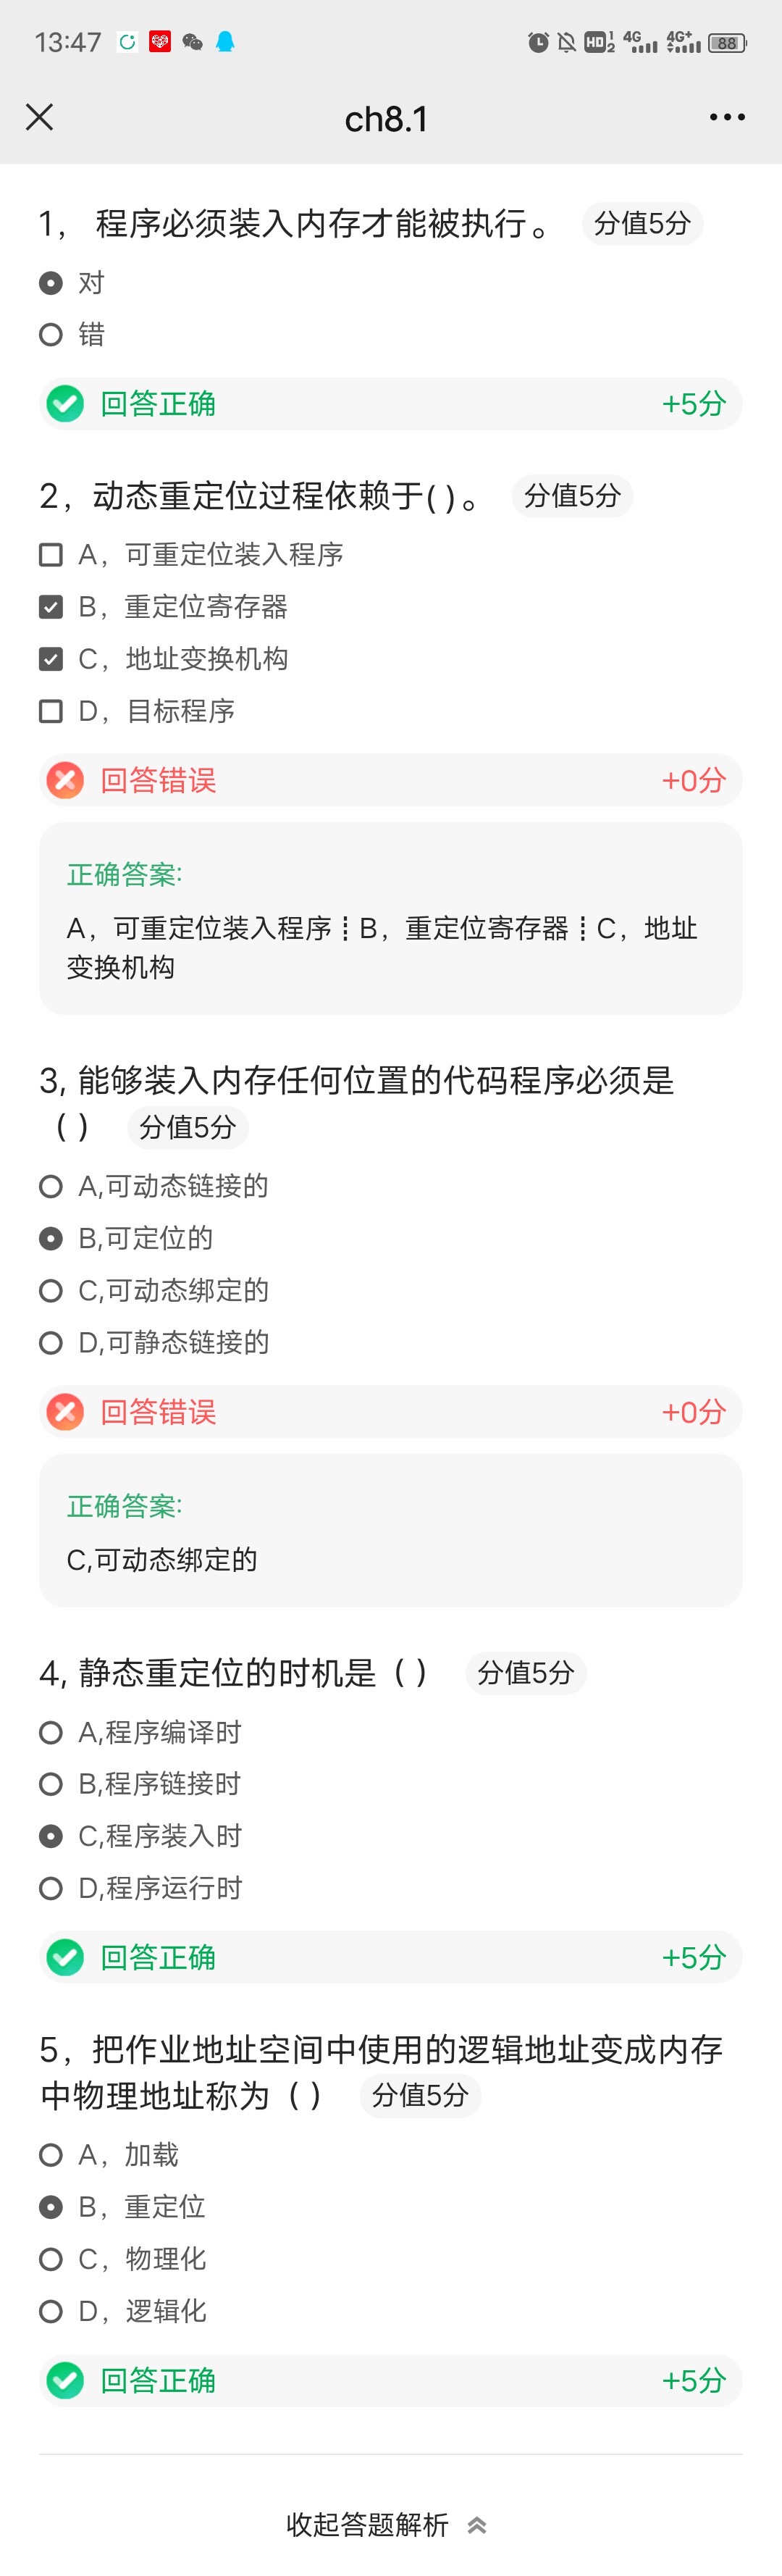 13:47
HD 1 2 4G 4G+ 88
ch8.1
1， 程序必须装入内存才能被执行。 分值5分
对
错
回答正确 +5分
2，动态重定位过程依赖于( )。 分值5分
A，可重定位装入程序
B，重定位寄存器
C，地址变换机构
D，目标程序
回答错误 +0分
正确答案:
A，可重定位装入程序┋B，重定位寄存器┋C，地址
变换机构
3, 能够装入内存任何位置的代码程序必须是
（ ） 分值5分
A,可动态链接的
B,可定位的
C,可动态绑定的
D,可静态链接的
回答错误 +0分
正确答案:
C,可动态绑定的
4, 静态重定位的时机是（ ） 分值5分
A,程序编译时
B,程序链接时
C,程序装入时
D,程序运行时
回答正确 +5分
5，把作业地址空间中使用的逻辑地址变成内存
中物理地址称为（ ） 分值5分
A，加载
B，重定位
C，物理化
D，逻辑化
回答正确 +5分
收起答题解析